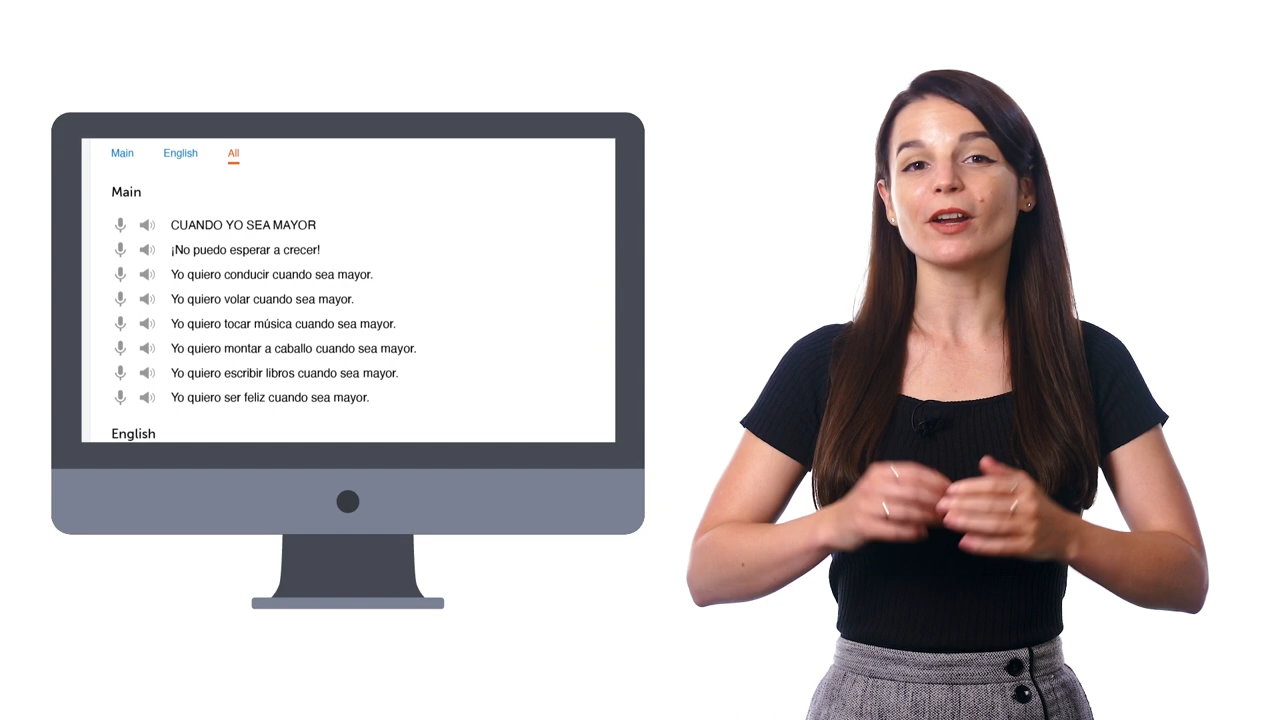 Main English All
Main
CUANDO YO SEA MAYOR
¡No puedo esperar a crecer!
Yo quiero conducir cuando sea mayor.
Yo quiero volar cuando sea mayor.
Yo quiero tocar música cuando sea mayor.
Yo quiero montar a caballo cuando sea mayor.
Yo quiero escribir libros cuando sea mayor.
Yo quiero ser feliz cuando sea mayor.
English